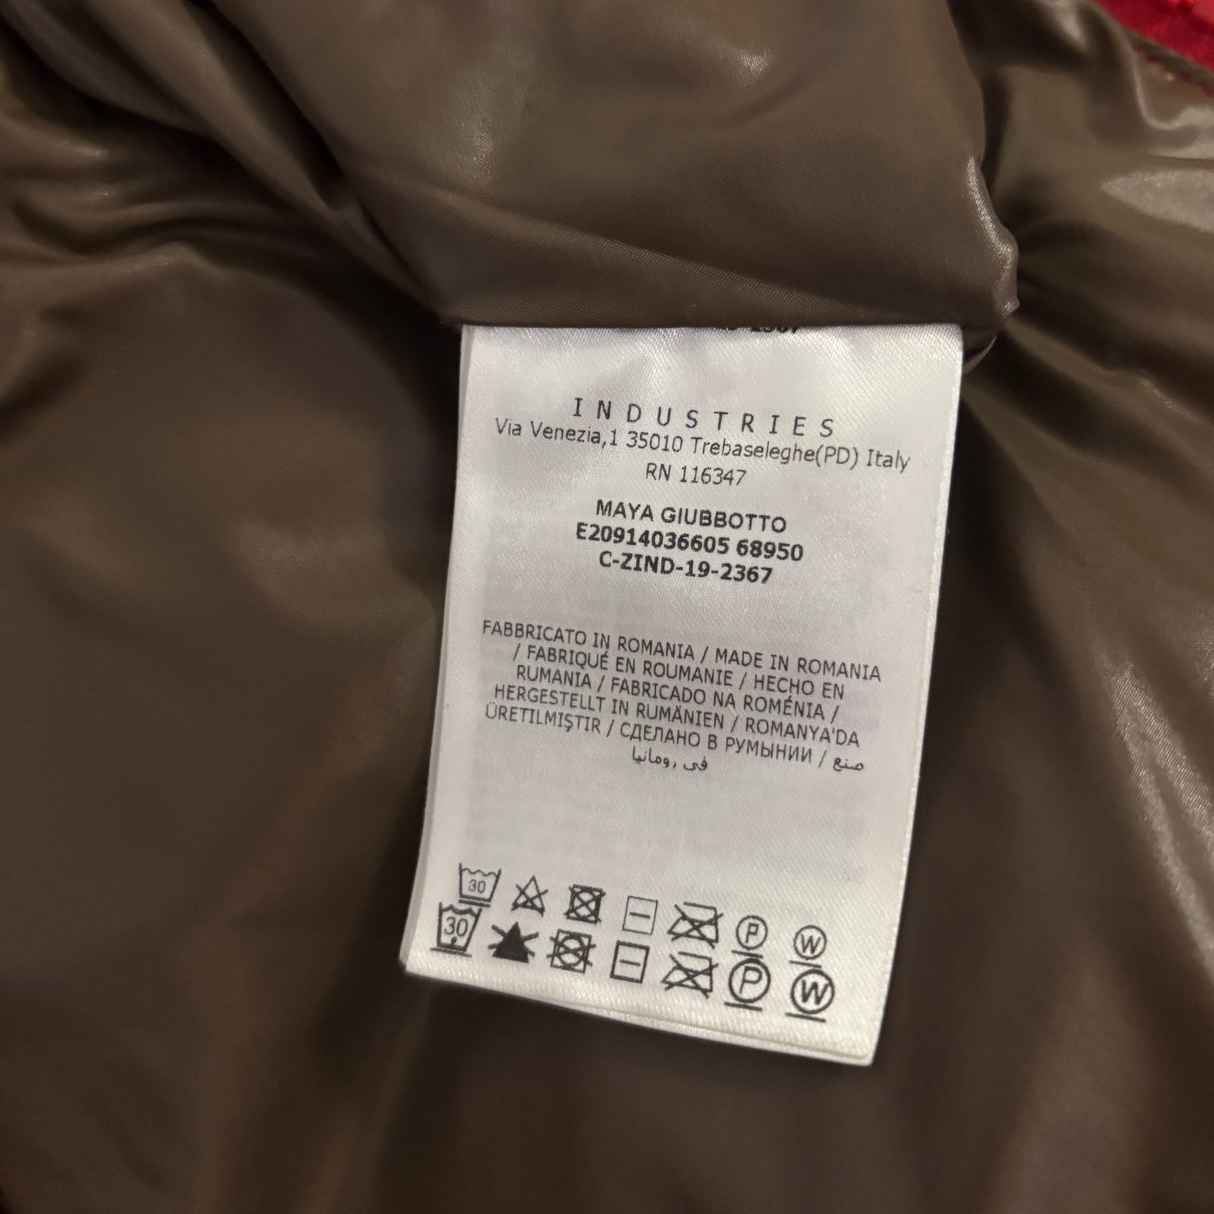 INDUSTRIES
Via Venezia,1 35010 Trebaseleghe(PD) Italy
RN 116347
MAYA GIUBBOTTO
E20914036605 68950
C-ZIND-19-2367
FABBRICATO IN ROMANIA / MADE IN ROMANIA
/ FABRIQUÉ EN ROUMANIE / HECHO EN
RUMANIA / FABRICADO NA ROMÉNIA /
HERGESTELLT IN RUMÄNIEN / ROMANYA'DA
ÜRETILMIŞTIR / СДЕЛАНО В РУМЫНИИ / صنع
في رومانيا
30 P W
30 P W